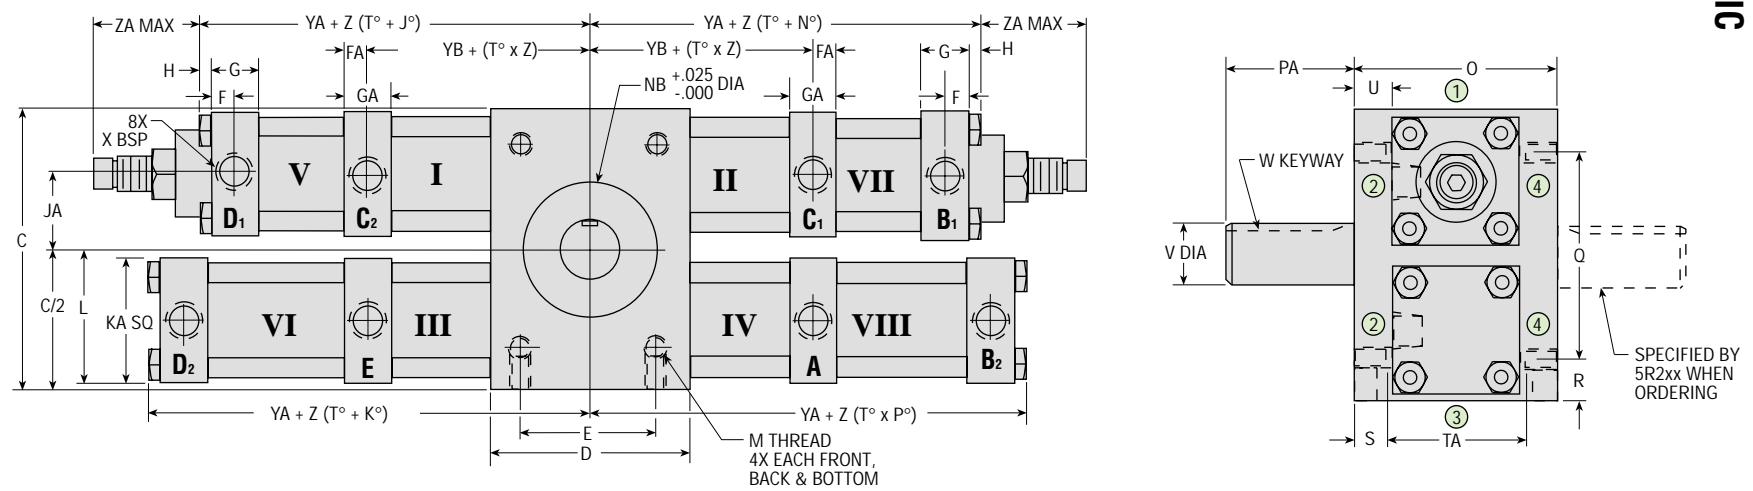 IC
ZA MAX
YA + Z (T° + J°)
YA + Z (T° + N°)
ZA MAX
FA
YB + (T° x Z)
YB + (T° x Z)
FA
G
H
H
G
F
GA
NB +.025 -.000 DIA
GA
F
8X
X BSP
V
I
II
VII
D1
C2
C1
B1
JA
C
C/2
L
KA SQ
VI
III
IV
VIII
D2
E
A
B2
YA + Z (T° + K°)
YA + Z (T° x P°)
E
D
M THREAD
4X EACH FRONT,
BACK & BOTTOM
PA
O
U
1
W KEYWAY
2
4
V DIA
Q
2
4
SPECIFIED BY
5R2xx WHEN
ORDERING
R
3
S
TA